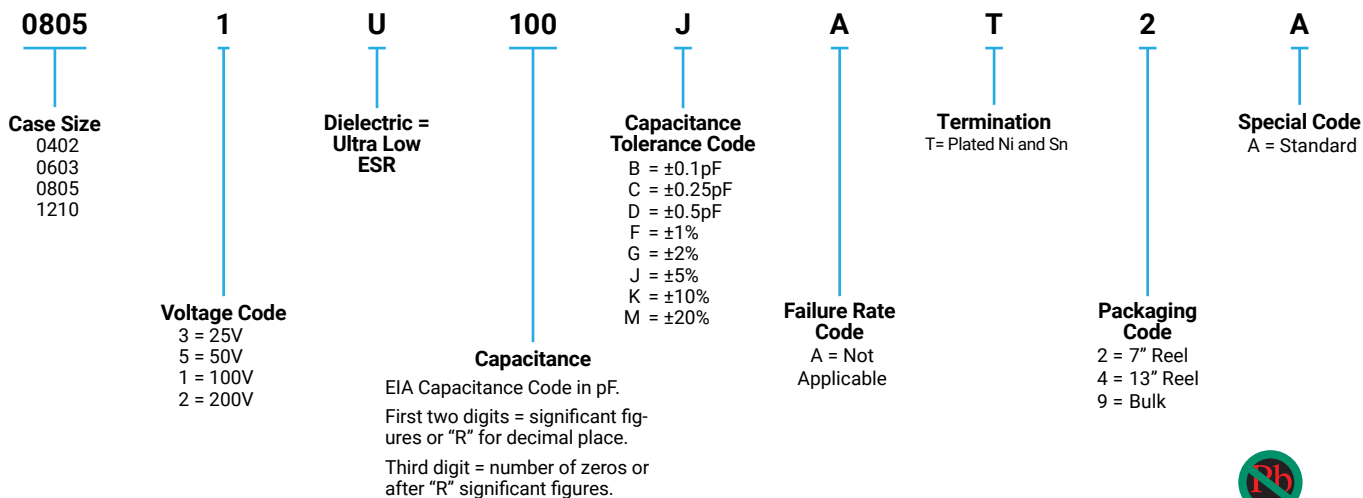 0805 1 U 100 J A T 2 A
Case Size
0402
0603
0805
1210
Voltage Code
3 = 25V
5 = 50V
1 = 100V
2 = 200V
Dielectric =
Ultra Low
ESR
Capacitance
EIA Capacitance Code in pF.
First two digits = significant fig-
ures or “R” for decimal place.
Third digit = number of zeros or
after “R” significant figures.
Capacitance
Tolerance Code
B = ±0.1pF
C = ±0.25pF
D = ±0.5pF
F = ±1%
G = ±2%
J = ±5%
K = ±10%
M = ±20%
Failure Rate
Code
A = Not
Applicable
Termination
T= Plated Ni and Sn
Packaging
Code
2 = 7” Reel
4 = 13” Reel
9 = Bulk
Special Code
A = Standard
Pb